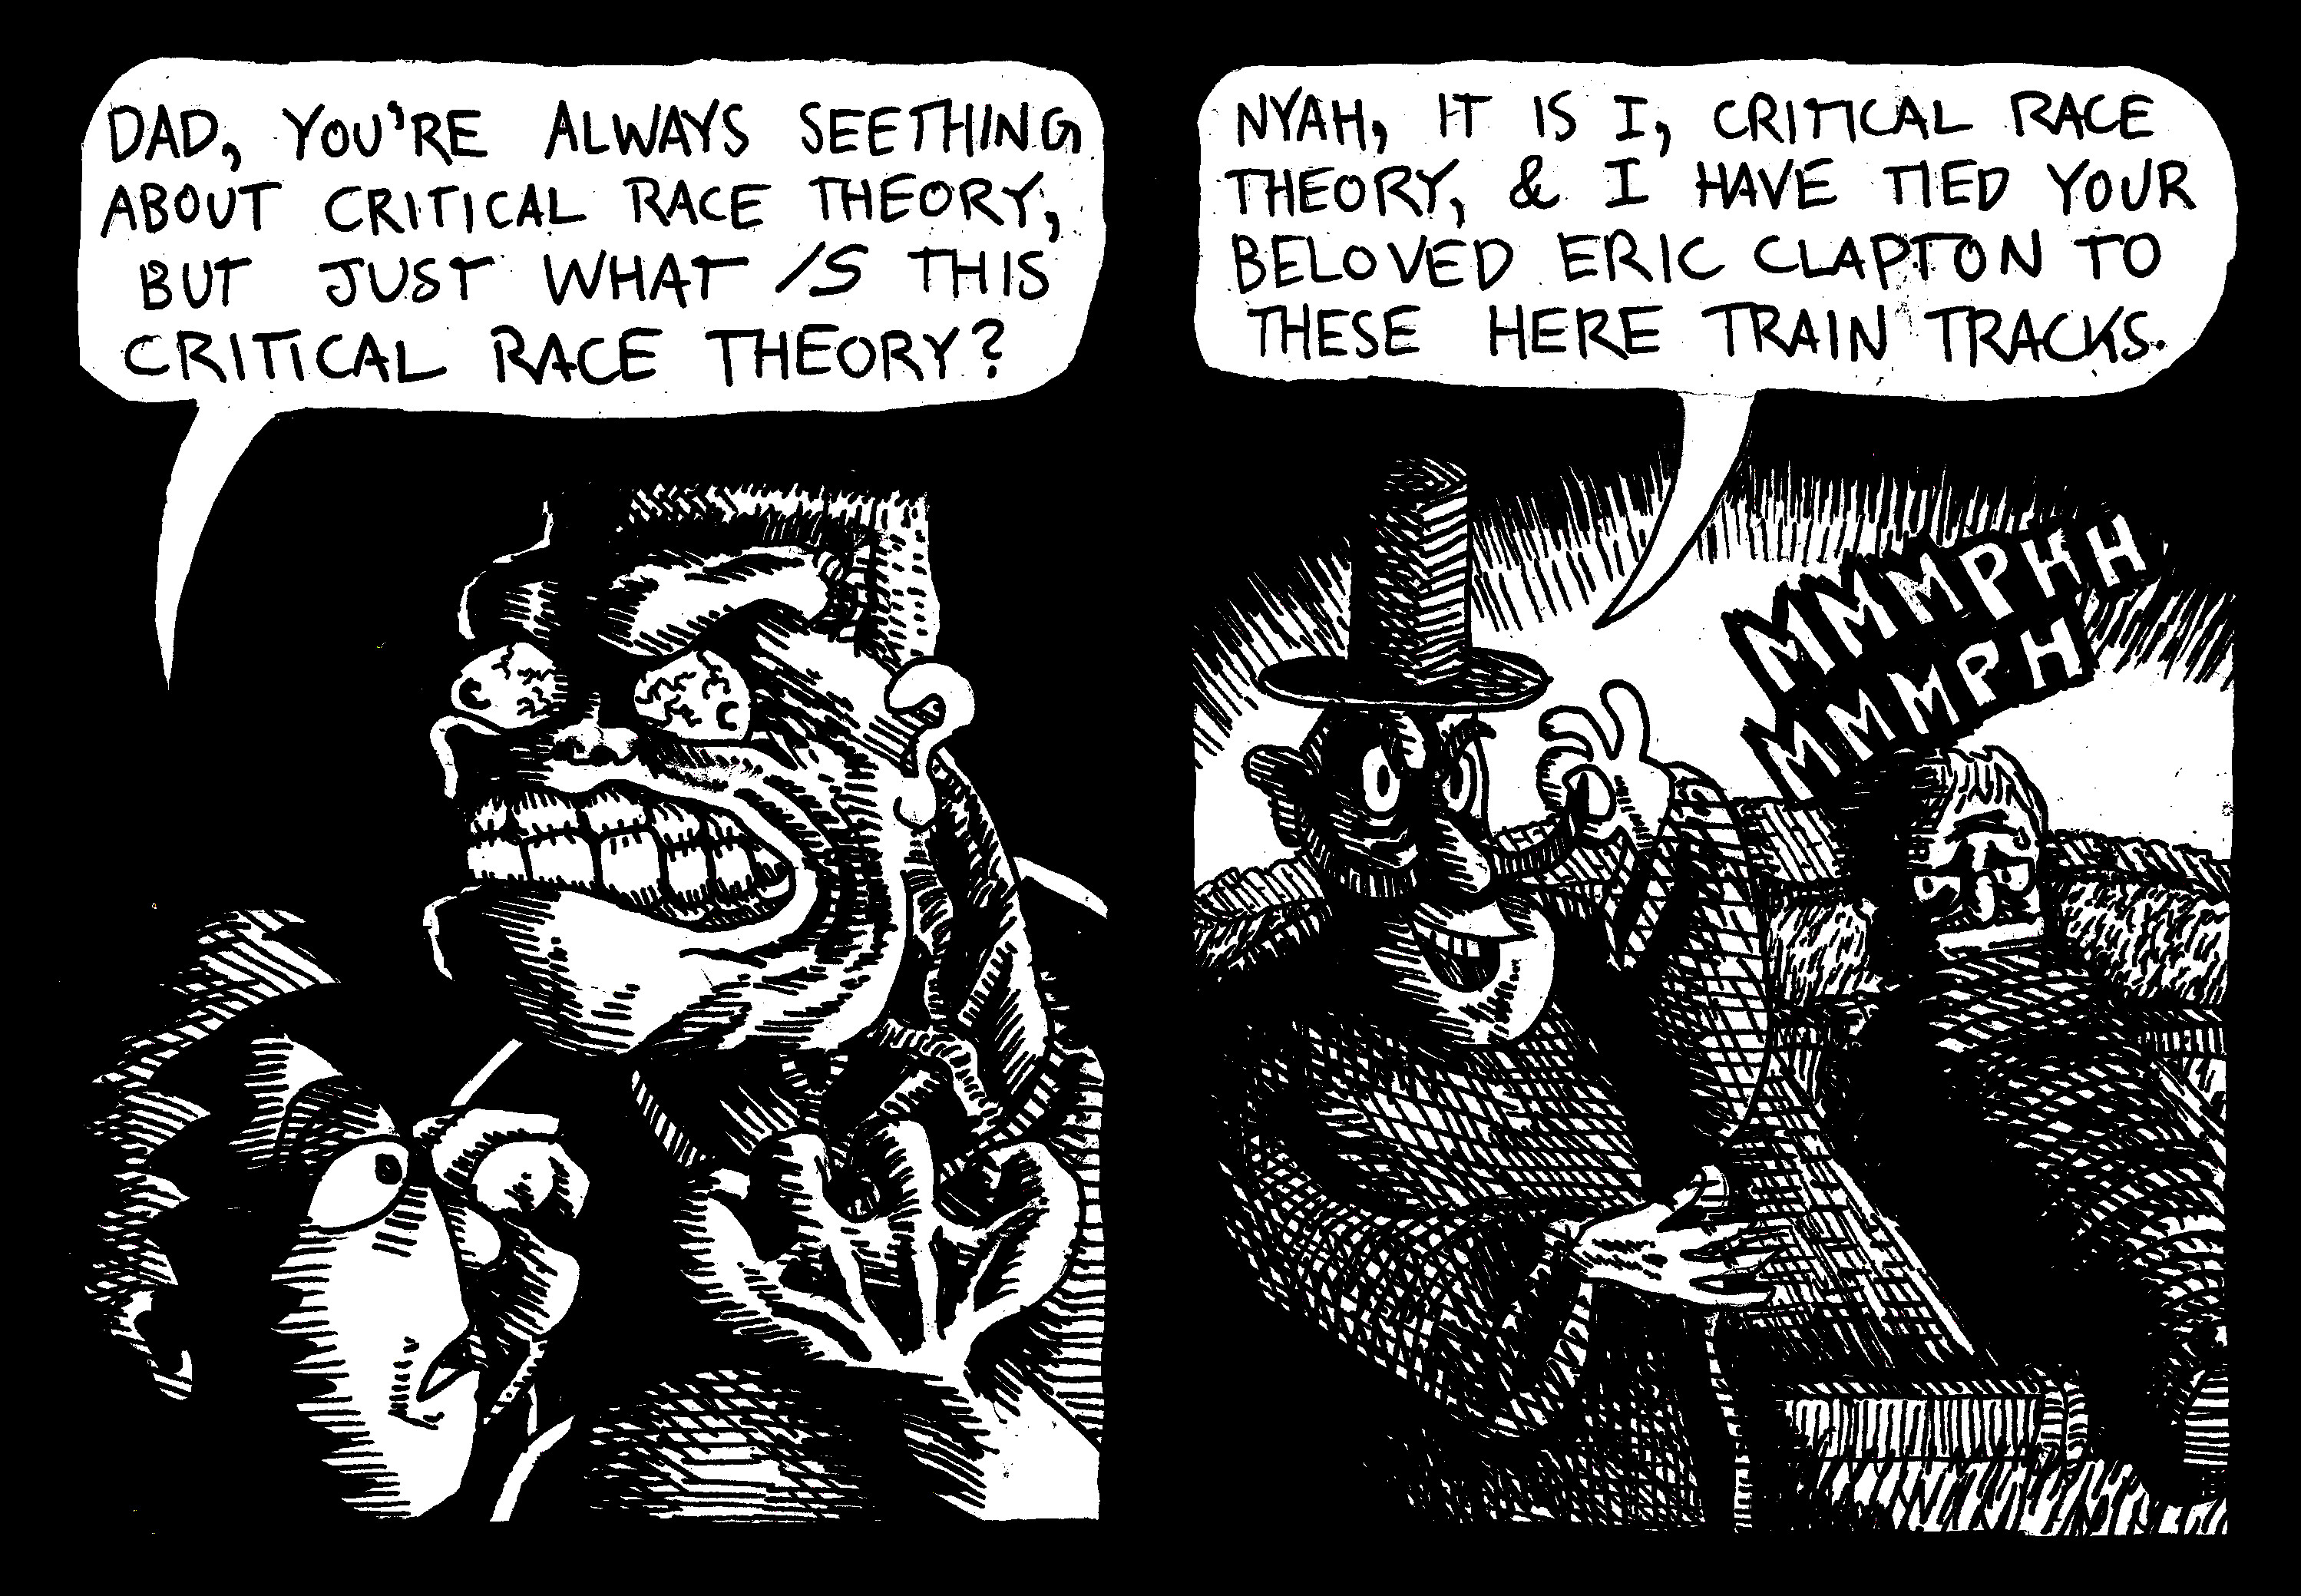 DAD, YOU'RE ALWAYS SEETHING
ABOUT CRITICAL RACE THEORY,
BUT JUST WHAT IS THIS
CRITICAL RACE THEORY?
NYAH, IT IS I, CRITICAL RACE
THEORY, & I HAVE TIED YOUR
BELOVED ERIC CLAPTON TO
THESE HERE TRAIN TRACKS.
MMMPHH
MMMPH